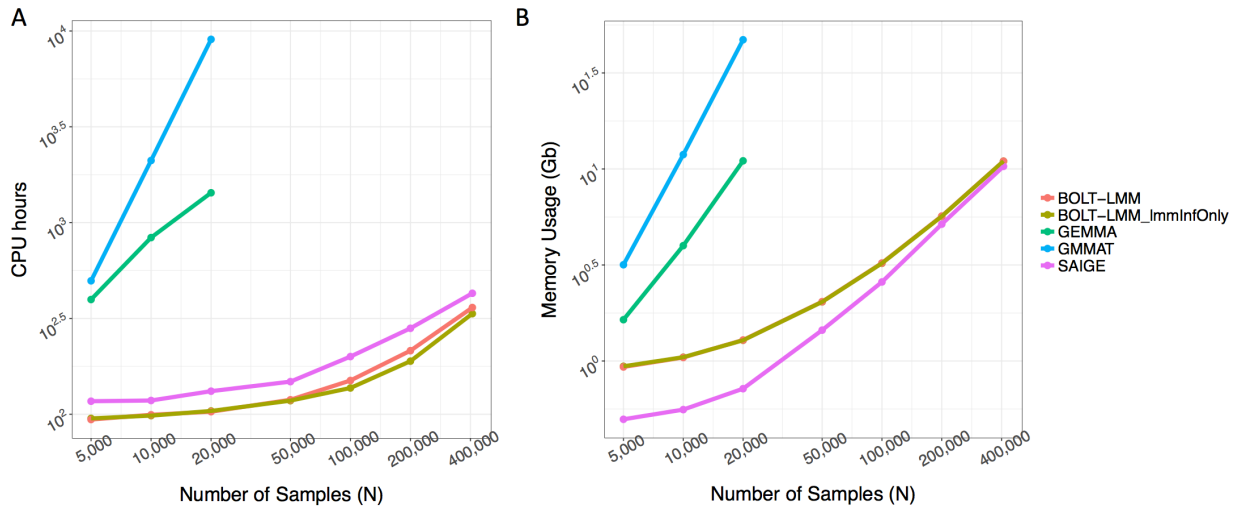 A
CPU hours
10^4
10^3.5
10^3
10^2.5
10^2
5,000
10,000
20,000
50,000
100,000
200,000
400,000
Number of Samples (N)
B
Memory Usage (Gb)
10^1.5
10^1
10^0.5
10^0
5,000
10,000
20,000
50,000
100,000
200,000
400,000
Number of Samples (N)
BOLT-LMM
BOLT-LMM_lmmInfOnly
GEMMA
GMMAT
SAIGE